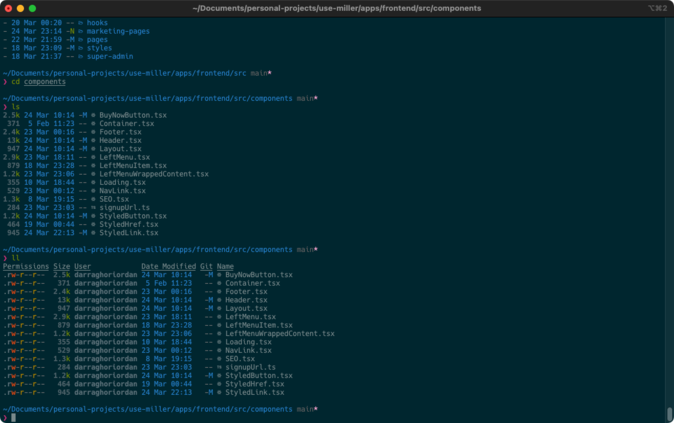 ~/Documents/personal-projects/use-miller/apps/frontend/src/components
⌥⌘2
- 20 Mar 00:20 -- hooks
- 24 Mar 23:14 -N marketing-pages
- 22 Mar 21:59 -M pages
- 18 Mar 23:09 -M styles
- 18 Mar 21:37 -- super-admin
~/Documents/personal-projects/use-miller/apps/frontend/src main*
❯ cd components
~/Documents/personal-projects/use-miller/apps/frontend/src/components main*
❯ ls
2.5k 24 Mar 10:14 -M BuyNowButton.tsx
371 5 Feb 11:23 -- Container.tsx
2.4k 23 Mar 00:16 -- Footer.tsx
13k 24 Mar 10:14 -M Header.tsx
947 24 Mar 10:14 -M Layout.tsx
2.9k 23 Mar 18:11 -- LeftMenu.tsx
879 18 Mar 23:28 -- LeftMenuItem.tsx
1.2k 23 Mar 23:06 -- LeftMenuWrappedContent.tsx
355 10 Mar 18:44 -- Loading.tsx
529 23 Mar 00:12 -- NavLink.tsx
1.3k 8 Mar 19:15 -- SEO.tsx
284 23 Mar 23:03 -- signupUrl.ts
1.2k 24 Mar 10:14 -M StyledButton.tsx
464 19 Mar 00:44 -- StyledHref.tsx
945 24 Mar 22:13 -M StyledLink.tsx
~/Documents/personal-projects/use-miller/apps/frontend/src/components main*
❯ ll
Permissions Size User Date Modified Git Name
.rw-r--r-- 2.5k darraghoriordan 24 Mar 10:14 -M BuyNowButton.tsx
.rw-r--r-- 371 darraghoriordan 5 Feb 11:23 -- Container.tsx
.rw-r--r-- 2.4k darraghoriordan 23 Mar 00:16 -- Footer.tsx
.rw-r--r-- 13k darraghoriordan 24 Mar 10:14 -M Header.tsx
.rw-r--r-- 947 darraghoriordan 24 Mar 10:14 -M Layout.tsx
.rw-r--r-- 2.9k darraghoriordan 23 Mar 18:11 -- LeftMenu.tsx
.rw-r--r-- 879 darraghoriordan 18 Mar 23:28 -- LeftMenuItem.tsx
.rw-r--r-- 1.2k darraghoriordan 23 Mar 23:06 -- LeftMenuWrappedContent.tsx
.rw-r--r-- 355 darraghoriordan 10 Mar 18:44 -- Loading.tsx
.rw-r--r-- 529 darraghoriordan 23 Mar 00:12 -- NavLink.tsx
.rw-r--r-- 1.3k darraghoriordan 8 Mar 19:15 -- SEO.tsx
.rw-r--r-- 284 darraghoriordan 23 Mar 23:03 -- signupUrl.ts
.rw-r--r-- 1.2k darraghoriordan 24 Mar 10:14 -M StyledButton.tsx
.rw-r--r-- 464 darraghoriordan 19 Mar 00:44 -- StyledHref.tsx
.rw-r--r-- 945 darraghoriordan 24 Mar 22:13 -M StyledLink.tsx
~/Documents/personal-projects/use-miller/apps/frontend/src/components main*
❯